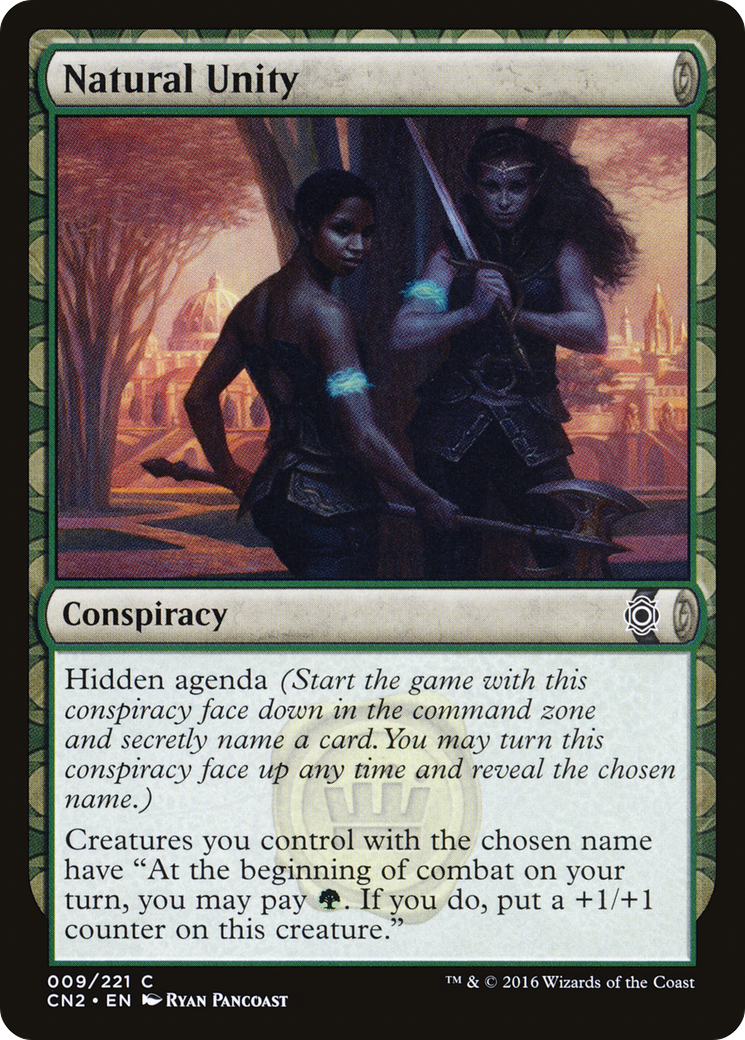 Natural Unity
Conspiracy
Hidden agenda (Start the game with this
conspiracy face down in the command zone
and secretly name a card. You may turn this
conspiracy face up any time and reveal the chosen
name.)
Creatures you control with the chosen name
have “At the beginning of combat on your
turn, you may pay . If you do, put a +1/+1
counter on this creature.”
009/221 C
CN2 • EN Ryan Pancoast
™ & © 2016 Wizards of the Coast